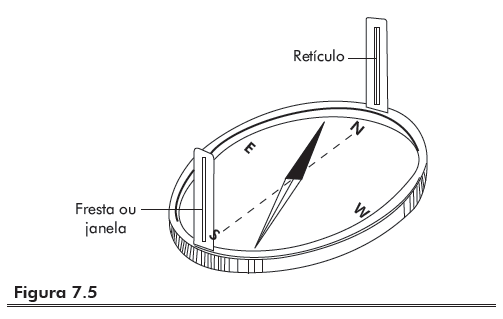 Retículo
N
E
Fresta ou
janela
W
S
Figura 7.5